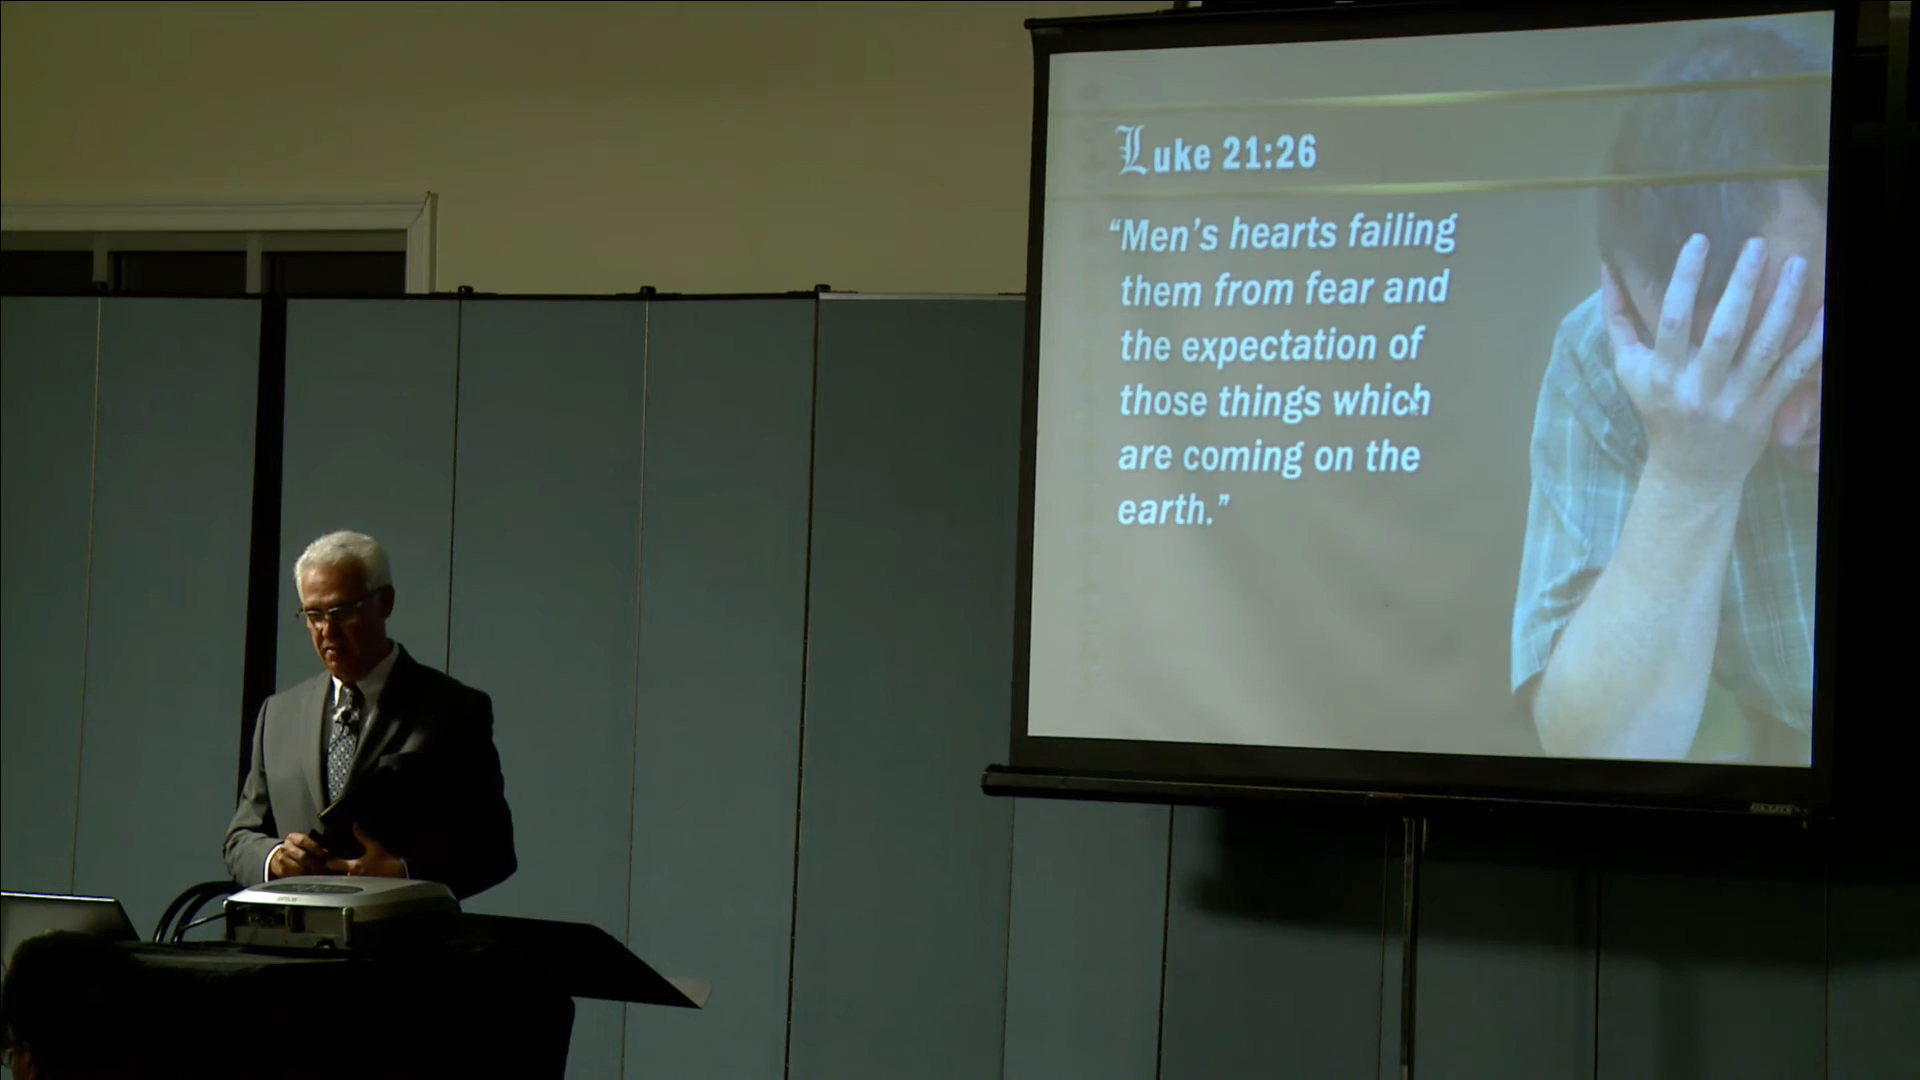 Luke 21:26
“Men’s hearts failing
them from fear and
the expectation of
those things which
are coming on the
earth.”